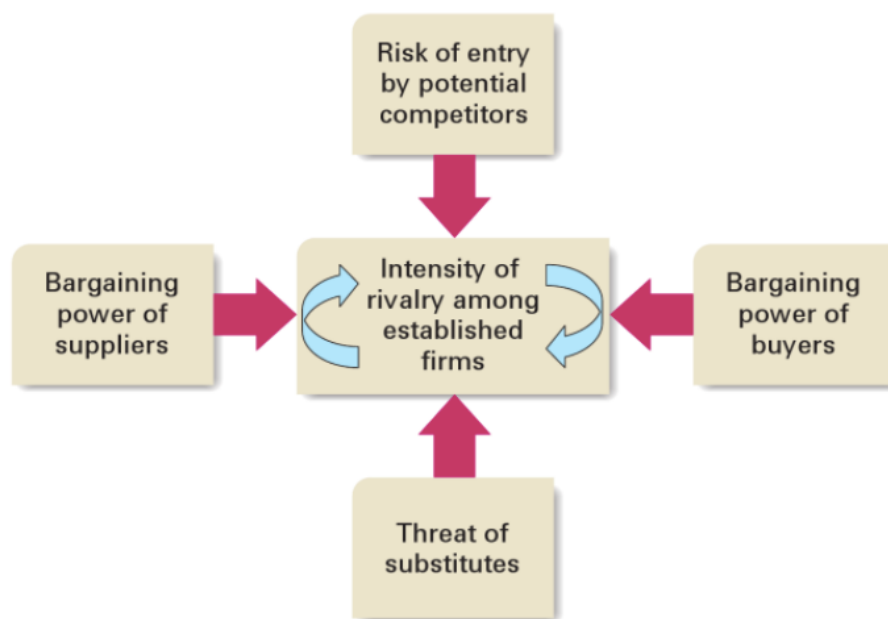 Risk of entry
by potential
competitors
Bargaining
power of
suppliers
Intensity of
rivalry among
established
firms
Bargaining
power of
buyers
Threat of
substitutes